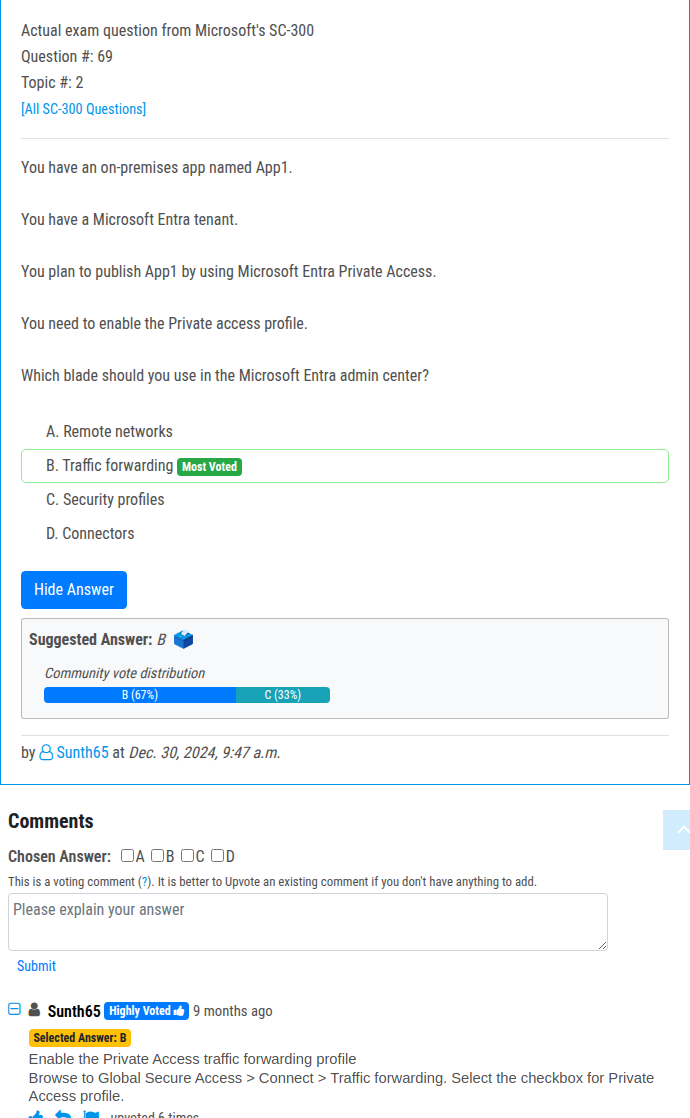 Actual exam question from Microsoft's SC-300
Question #: 69
Topic #: 2
[All SC-300 Questions]
You have an on-premises app named App1.
You have a Microsoft Entra tenant.
You plan to publish App1 by using Microsoft Entra Private Access.
You need to enable the Private access profile.
Which blade should you use in the Microsoft Entra admin center?
A. Remote networks
B. Traffic forwarding Most Voted
C. Security profiles
D. Connectors
Hide Answer
Suggested Answer: B
Community vote distribution
B (67%) C (33%)
by Sunth65 at Dec. 30, 2024, 9:47 a.m.
Comments
Chosen Answer: A B C D
This is a voting comment (?). It is better to Upvote an existing comment if you don't have anything to add.
Please explain your answer
Submit
Sunth65 Highly Voted 9 months ago
Selected Answer: B
Enable the Private Access traffic forwarding profile
Browse to Global Secure Access > Connect > Traffic forwarding. Select the checkbox for Private
Access profile.
upvoted 6 times